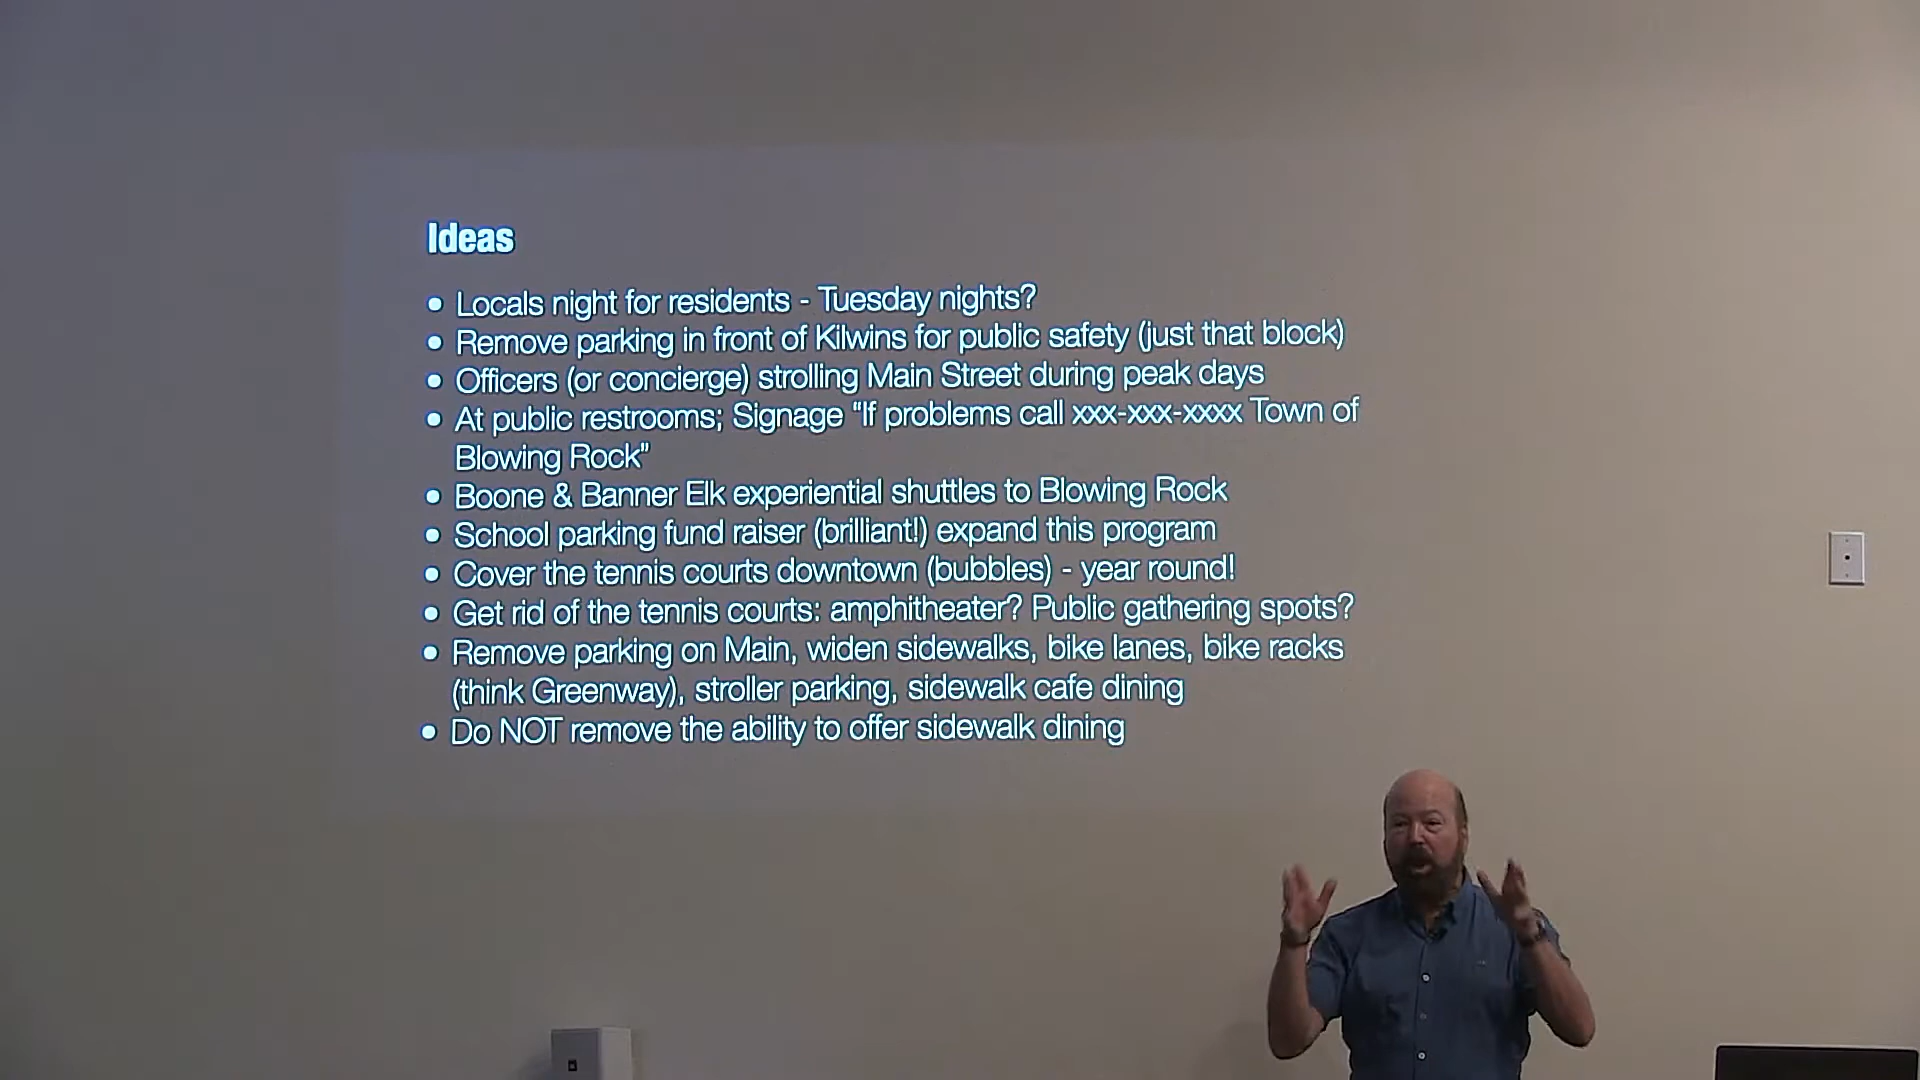 Ideas
• Locals night for residents - Tuesday nights?
• Remove parking in front of Kilwins for public safety (just that block)
• Officers (or concierge) strolling Main Street during peak days
• At public restrooms; Signage “If problems call xxx-xxx-xxxx Town of
Blowing Rock”
• Boone & Banner Elk experiential shuttles to Blowing Rock
• School parking fund raiser (brilliant!) expand this program
• Cover the tennis courts downtown (bubbles) - year round!
• Get rid of the tennis courts: amphitheater? Public gathering spots?
• Remove parking on Main, widen sidewalks, bike lanes, bike racks
(think Greenway), stroller parking, sidewalk cafe dining
• Do NOT remove the ability to offer sidewalk dining